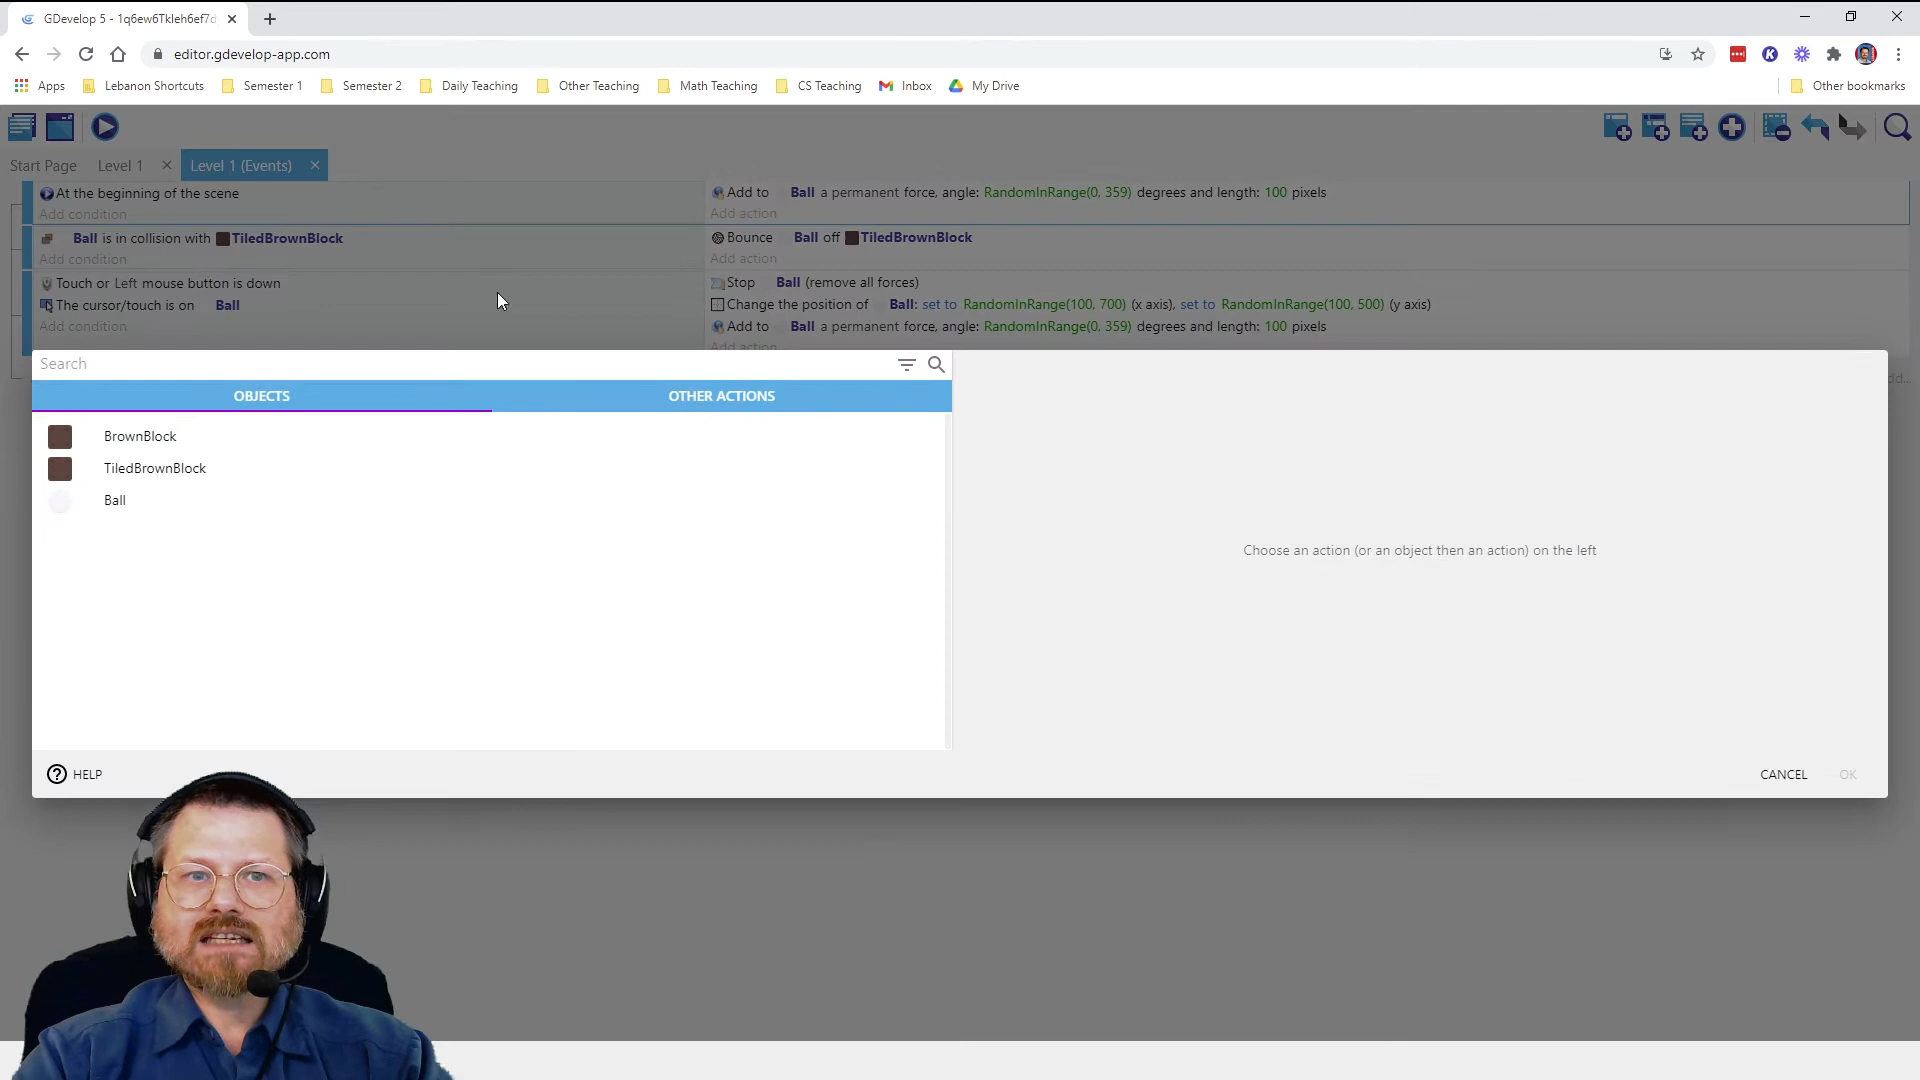 GDevelop 5 - 1q6ew6Tkleh6ef7d
editor.gdevelop-app.com
Apps Lebanon Shortcuts Semester 1 Semester 2 Daily Teaching Other Teaching Math Teaching CS Teaching Inbox My Drive Other bookmarks
Start Page Level 1 Level 1 (Events)
At the beginning of the scene
Add condition
Add to Ball a permanent force, angle: RandomInRange(0, 359) degrees and length: 100 pixels
Add action
Ball is in collision with TiledBrownBlock
Add condition
Bounce Ball off TiledBrownBlock
Add action
Touch or Left mouse button is down
The cursor/touch is on Ball
Add condition
Stop Ball (remove all forces)
Change the position of Ball: set to RandomInRange(100, 700) (x axis), set to RandomInRange(100, 500) (y axis)
Add to Ball a permanent force, angle: RandomInRange(0, 359) degrees and length: 100 pixels
Add action
Search
OBJECTS OTHER ACTIONS
BrownBlock
TiledBrownBlock
Ball
Choose an action (or an object then an action) on the left
HELP
CANCEL OK